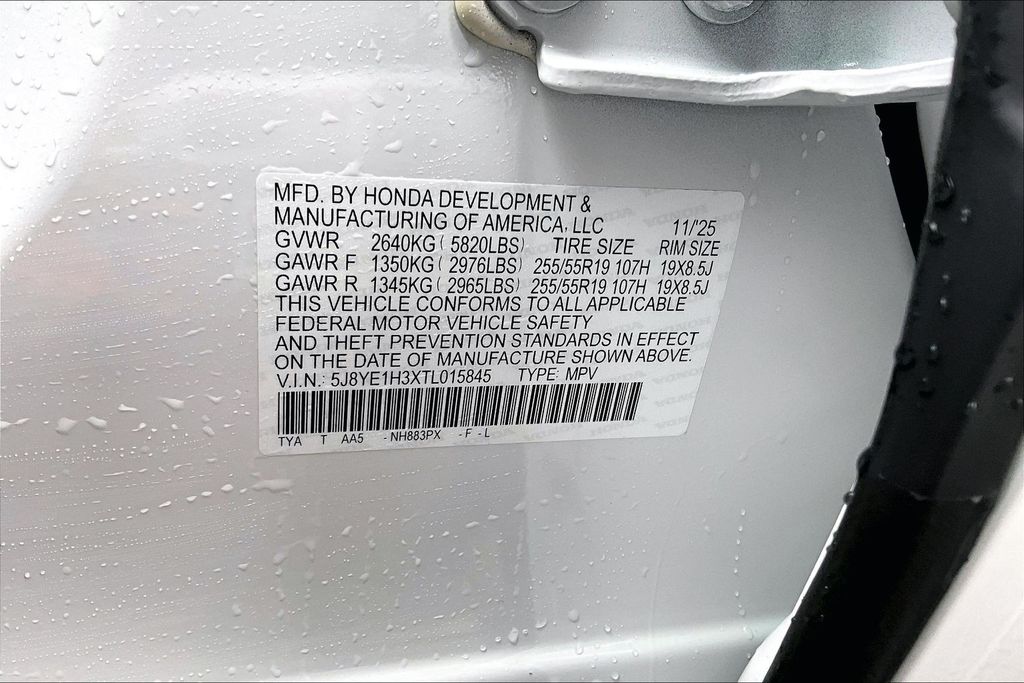 MFD. BY HONDA DEVELOPMENT &
MANUFACTURING OF AMERICA, LLC 11/'25
GVWR 2640KG ( 5820LBS) TIRE SIZE RIM SIZE
GAWR F 1350KG ( 2976LBS) 255/55R19 107H 19X8.5J
GAWR R 1345KG ( 2965LBS) 255/55R19 107H 19X8.5J
THIS VEHICLE CONFORMS TO ALL APPLICABLE
FEDERAL MOTOR VEHICLE SAFETY
AND THEFT PREVENTION STANDARDS IN EFFECT
ON THE DATE OF MANUFACTURE SHOWN ABOVE.
V.I.N.: 5J8YE1H3XTL015845 TYPE: MPV
TYA T AA5 -NH883PX -F -L